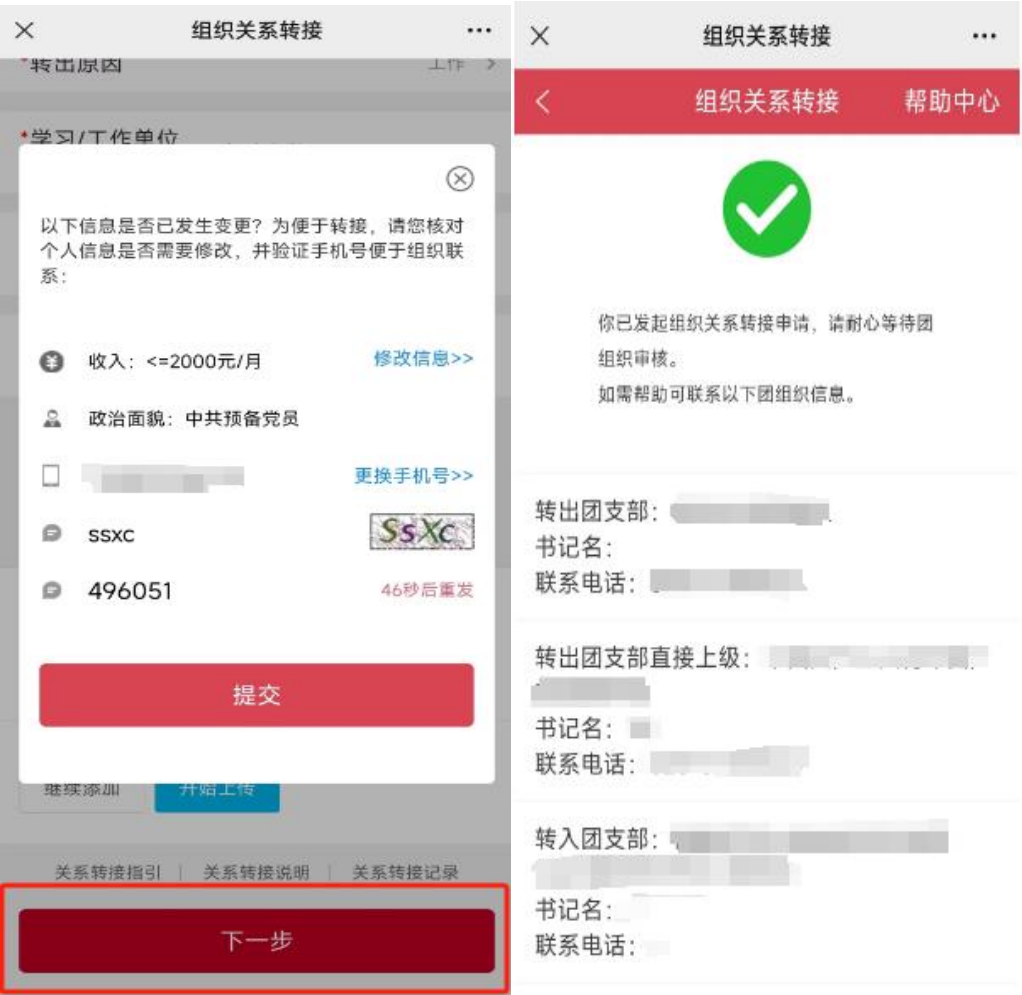 组织关系转接
*转出原因
工作 >
*学习/工作单位
以下信息是否已发生变更？为便于转接，请您核对
个人信息是否需要修改，并验证手机号便于组织联
系：
收入：<=2000元/月
修改信息>>
政治面貌：中共预备党员
更换手机号>>
ssxc
SsXc
496051
46秒后重发
提交
继续添加
开始上传
关系转接指引 | 关系转接说明 | 关系转接记录
下一步
组织关系转接
组织关系转接
帮助中心
你已发起组织关系转接申请，请耐心等待团
组织审核。
如需帮助可联系以下团组织信息。
转出团支部：
书记名：
联系电话：
转出团支部直接上级：
书记名：
联系电话：
转入团支部：
书记名：
联系电话：